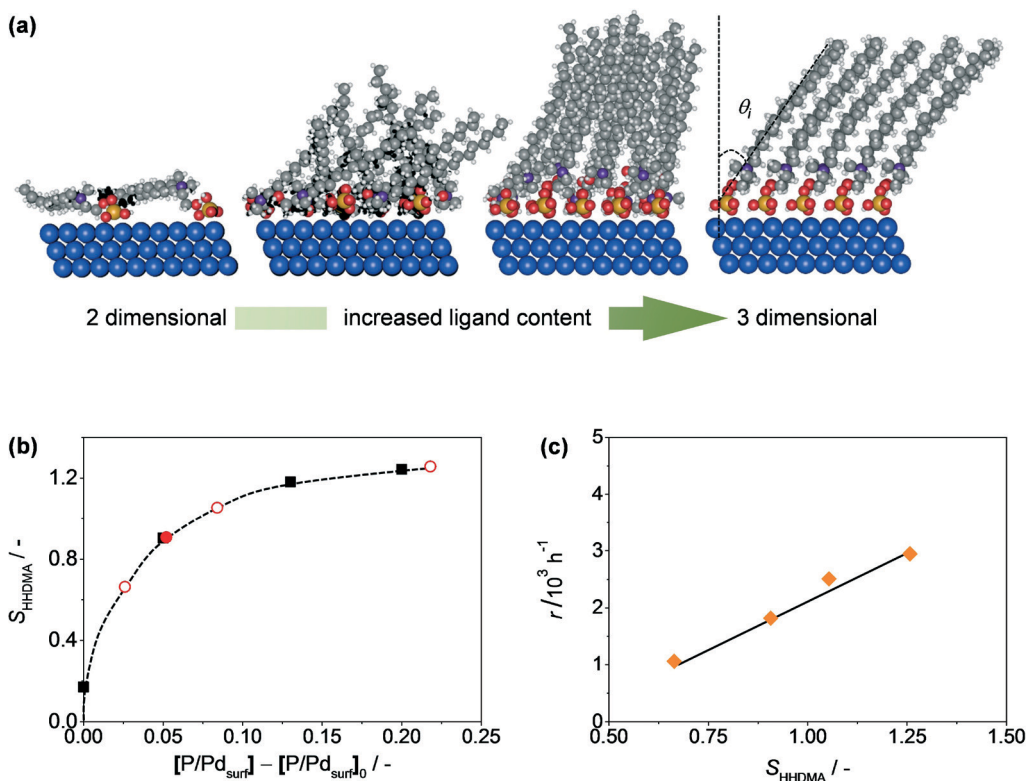 (a)
θi
2 dimensional increased ligand content 3 dimensional
(b)
1.2
0.8
0.4
0.0
0.00 0.05 0.10 0.15 0.20 0.25
SHHDMA / -
[P/Pdsurf] – [P/Pdsurf]0 / -
(c)
5
4
3
2
1
0
0.50 0.75 1.00 1.25 1.50
r /10³ h⁻¹
SHHDMA / -